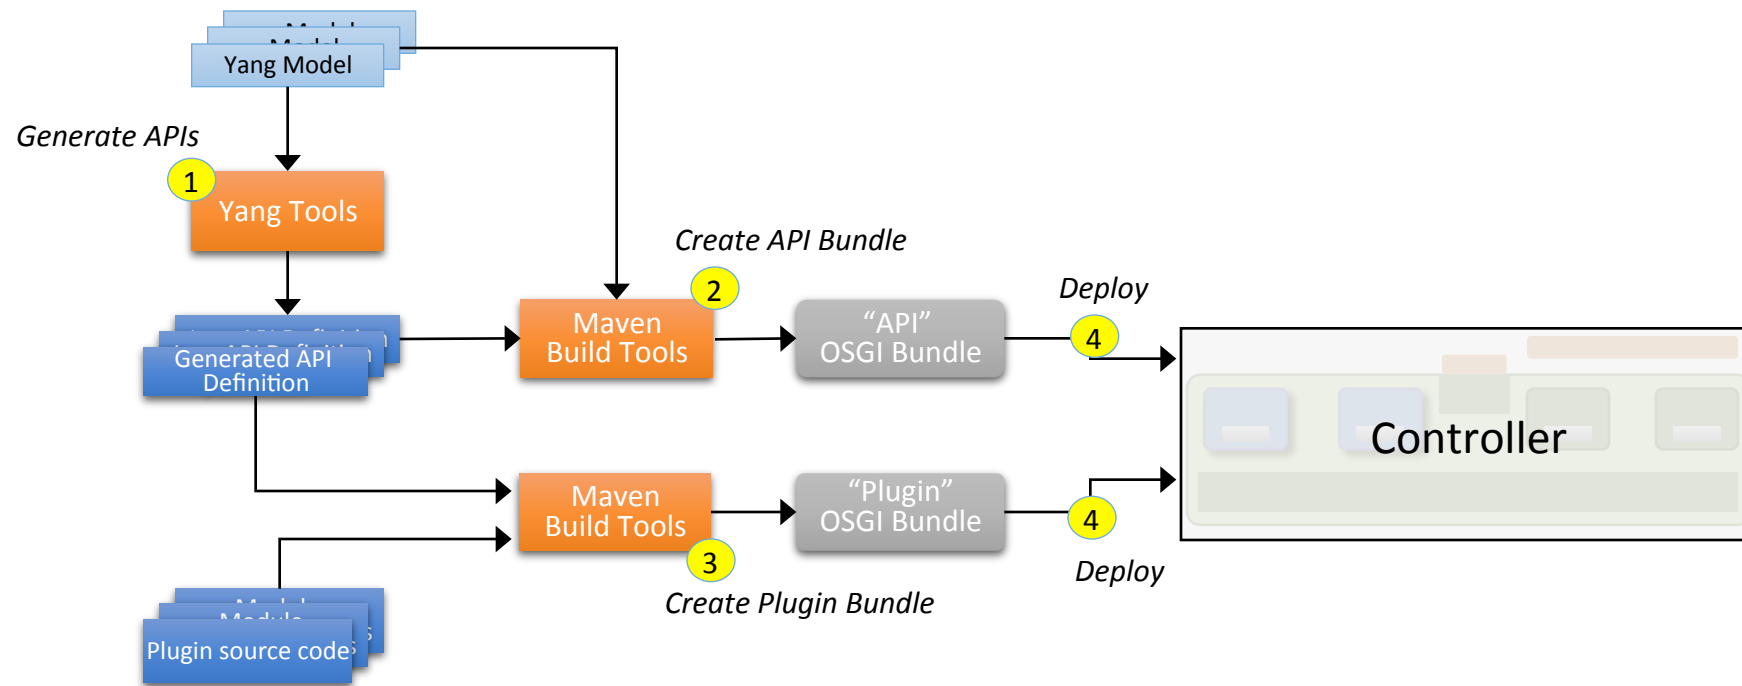 Yang Model
Generate APIs
1
Yang Tools
Create API Bundle
2
Deploy
Maven
Build Tools
“API”
OSGI Bundle
4
Generated API
Definition
Controller
Maven
Build Tools
“Plugin”
OSGI Bundle
4
3
Deploy
Create Plugin Bundle
Plugin source code